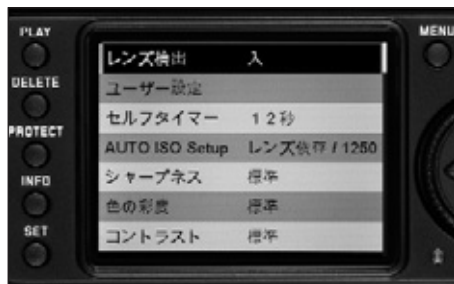 PLAY
MENU
DELETE
PROTECT
INFO
SET
レンズ検出 入
ユーザー設定
セルフタイマー 12秒
AUTO ISO Setup レンズ依存 / 1250
シャープネス 標準
色の彩度 標準
コントラスト 標準